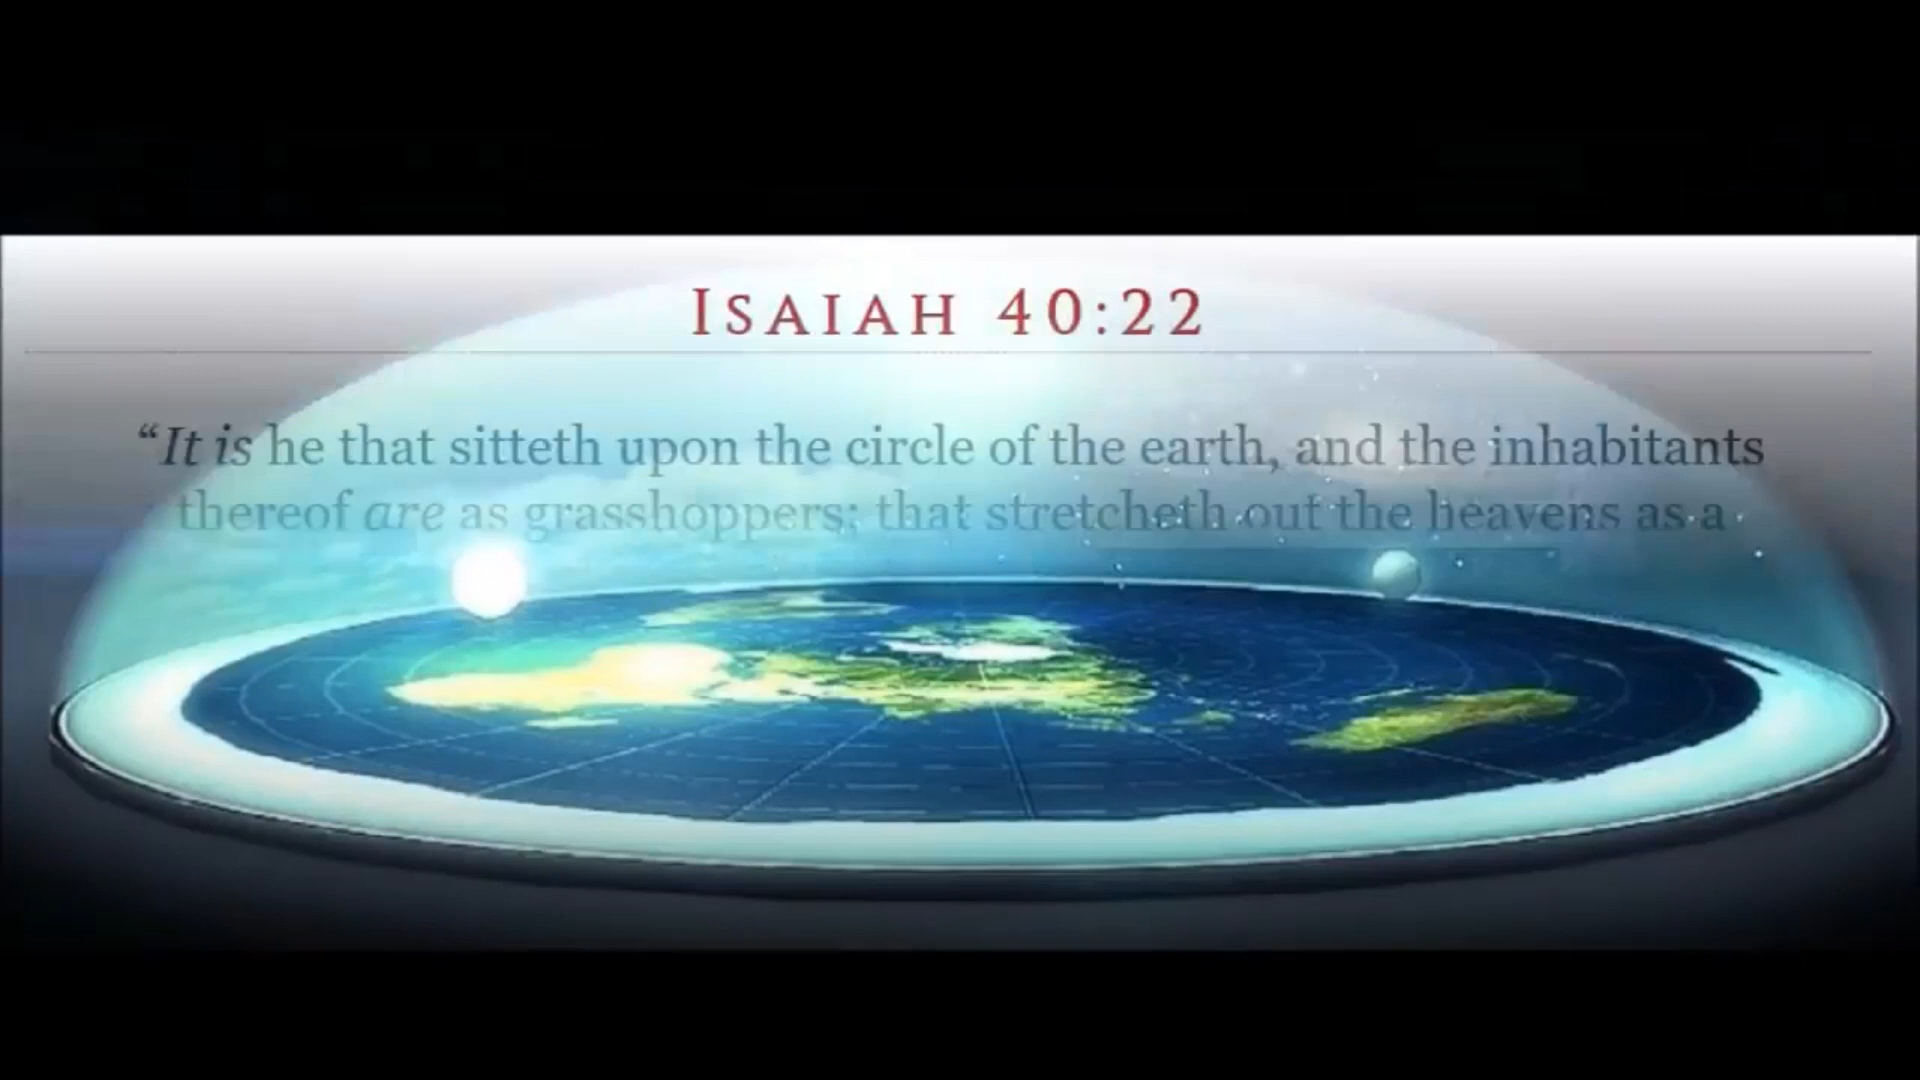 ISAIAH 40:22
“It is he that sitteth upon the circle of the earth, and the inhabitants
thereof are as grasshoppers; that stretcheth out the heavens as a